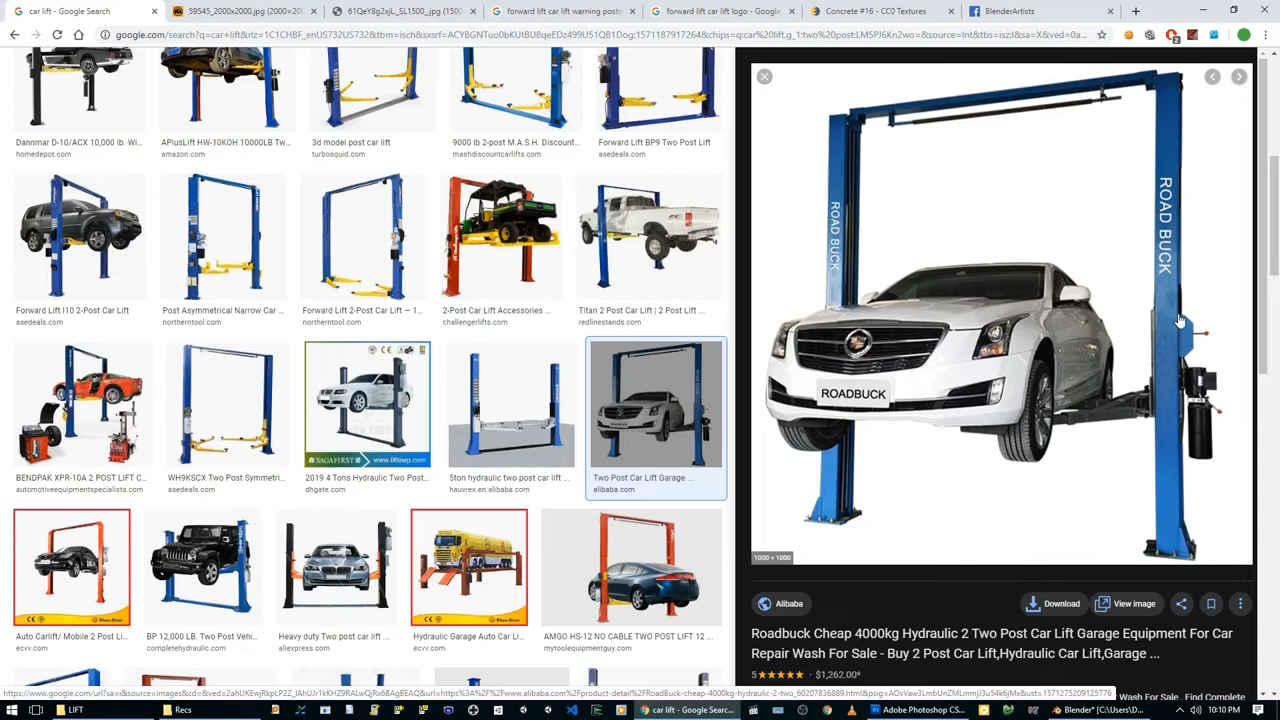 car lift - Google Search
59545_2000x2000.jpg (2000×200
61QeY8g2xjL_SL1500_.jpg (1500
forward lift car lift warning poste
forward lift car lift logo - Google
Concrete #16 - CC0 Textures
BlenderArtists
Dannmar D-10/ACX 10,000 lb. Wi...
homedepot.com
APlusLift HW-10KOH 10000LB Tw...
amazon.com
3d model post car lift
turbosquid.com
9000 lb 2-post M.A.S.H. Discount...
mashdiscountcarlifts.com
Forward Lift BP9 Two Post Lift
asedeals.com
Forward Lift I10 2-Post Car Lift
asedeals.com
Post Asymmetrical Narrow Car ...
northerntool.com
Forward Lift 2-Post Car Lift — 1...
northerntool.com
2-Post Car Lift Accessories ...
challengerlifts.com
Titan 2 Post Car Lift | 2 Post Lift ...
redlinestands.com
SAGAFIRST
www.liftswp.com
BENDPAK XPR-10A 2 POST LIFT C...
automotiveequipmentspecialists.com
WH9KSCX Two Post Symmetri...
asedeals.com
2019 4 Tons Hydraulic Two Post...
dhgate.com
5ton hydraulic two post car lift ...
hauvrex.en.alibaba.com
Two Post Car Lift Garage ...
alibaba.com
Auto Carlift/ Mobile 2 Post Li...
ecvv.com
BP 12,000 LB. Two Post Vehi...
completehydraulic.com
Heavy duty Two post car lift ...
aliexpress.com
Hydraulic Garage Auto Car Li...
ecvv.com
AMGO HS-12 NO CABLE TWO POST LIFT 12 ...
mytoolequipmentguy.com
ROAD BUCK
ROAD BUCK
ROADBUCK
1000 × 1000
Alibaba
Download
View image
Roadbuck Cheap 4000kg Hydraulic 2 Two Post Car Lift Garage Equipment For Car
Repair Wash For Sale - Buy 2 Post Car Lift,Hydraulic Car Lift,Garage ...
5★★★★★ • $1,262.00*
Wash For Sale , Find Complete
LIFT
Recs
car lift - Google Searc...
Adobe Photoshop CS...
Blender* [C:\Users\B...
10:10 PM